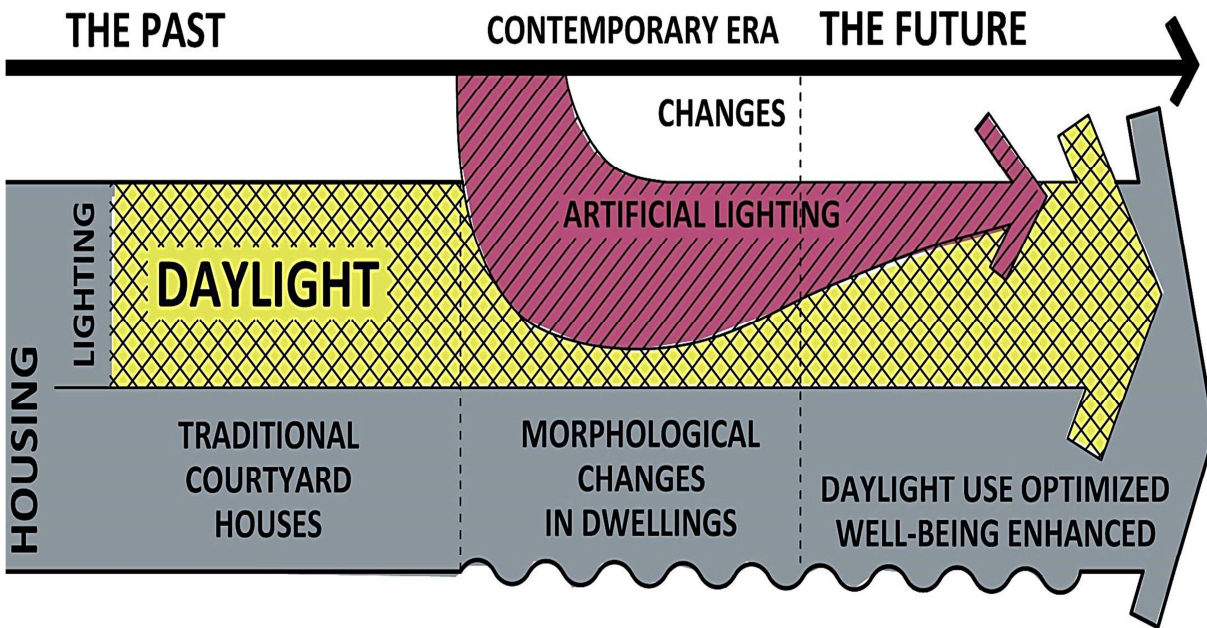 THE PAST
CONTEMPORARY ERA
THE FUTURE
CHANGES
ARTIFICIAL LIGHTING
DAYLIGHT
LIGHTING
HOUSING
TRADITIONAL
COURTYARD
HOUSES
MORPHOLOGICAL
CHANGES
IN DWELLINGS
DAYLIGHT USE OPTIMIZED
WELL-BEING ENHANCED